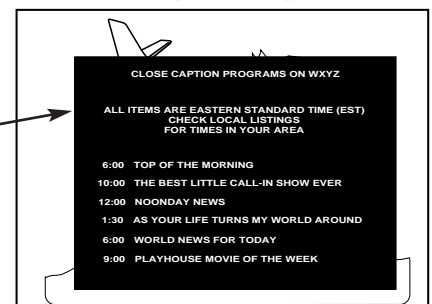 CLOSE CAPTION PROGRAMS ON WXYZ
ALL ITEMS ARE EASTERN STANDARD TIME (EST)
CHECK LOCAL LISTINGS
FOR TIMES IN YOUR AREA
6:00 TOP OF THE MORNING
10:00 THE BEST LITTLE CALL-IN SHOW EVER
12:00 NOONDAY NEWS
1:30 AS YOUR LIFE TURNS MY WORLD AROUND
6:00 WORLD NEWS FOR TODAY
9:00 PLAYHOUSE MOVIE OF THE WEEK